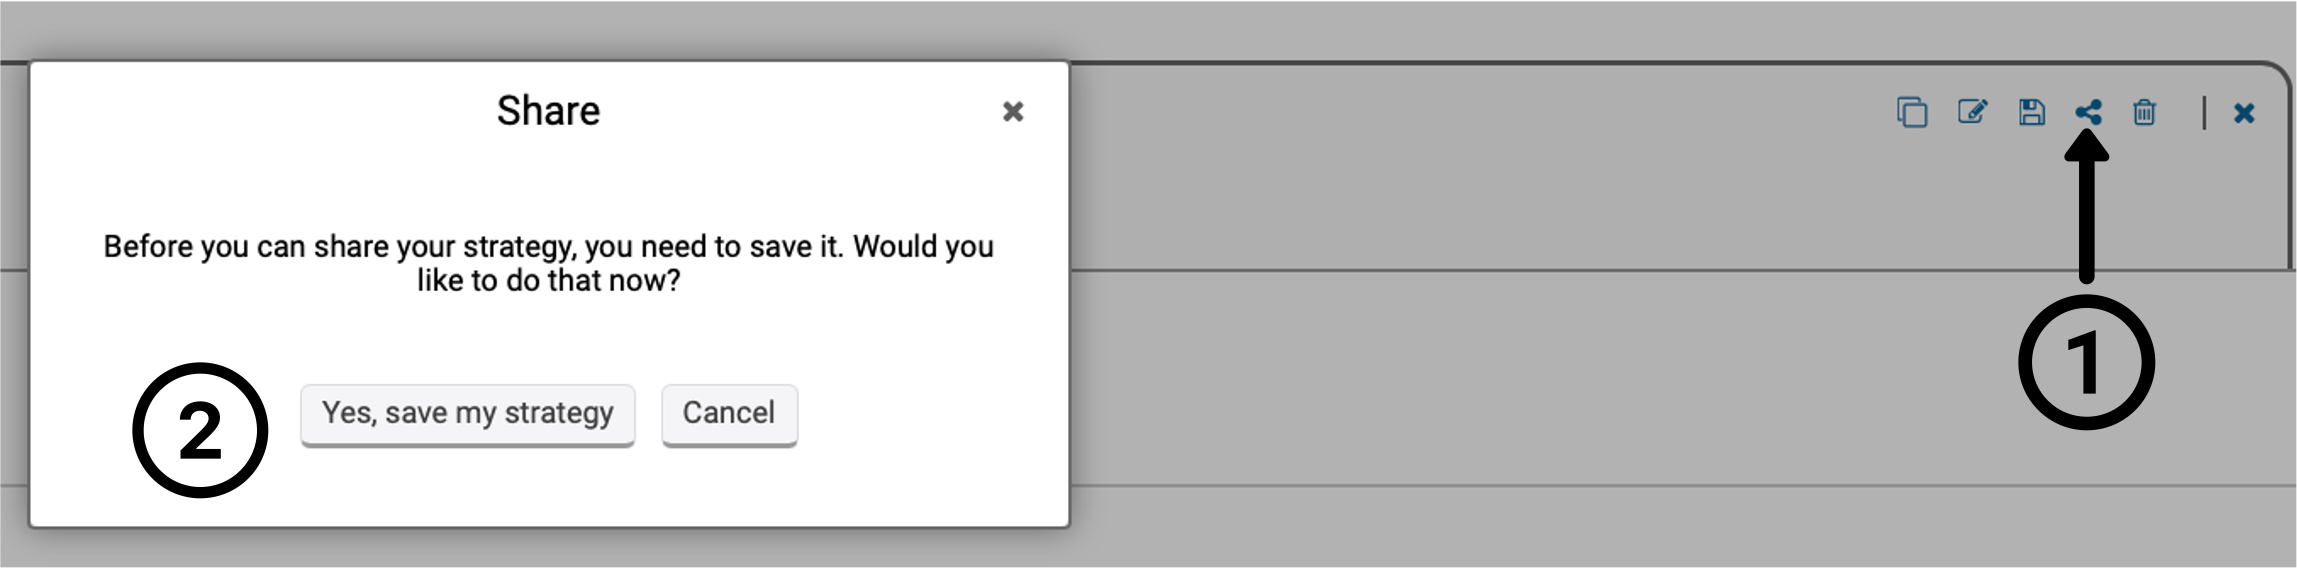 Share
Before you can share your strategy, you need to save it. Would you
like to do that now?
2
Yes, save my strategy
Cancel
1